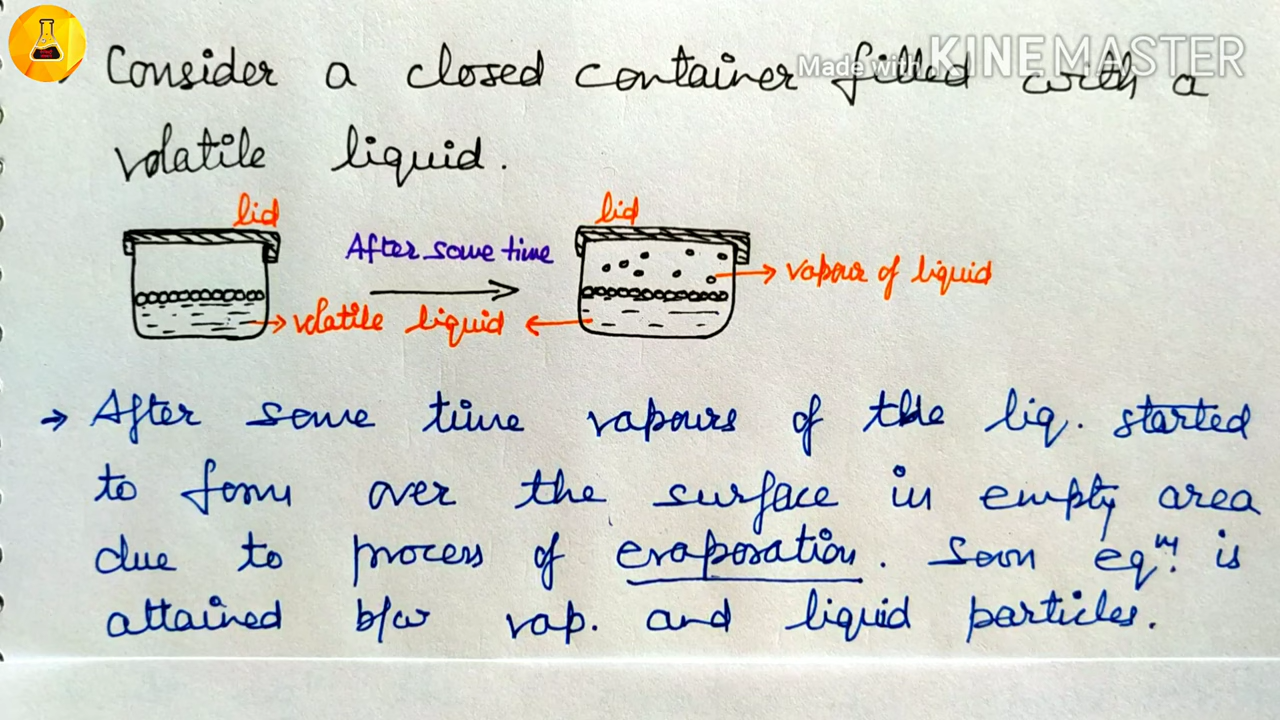 Made with KINEMASTER
Consider a closed container filled with a
volatile liquid.
lid
lid
After some time
vapour of liquid
volatile liquid
→ After some time vapours of the liq. started
to form over the surface in empty area
due to process of evaporation. Soon eqᵐ. is
attained b/w vap. and liquid particles.